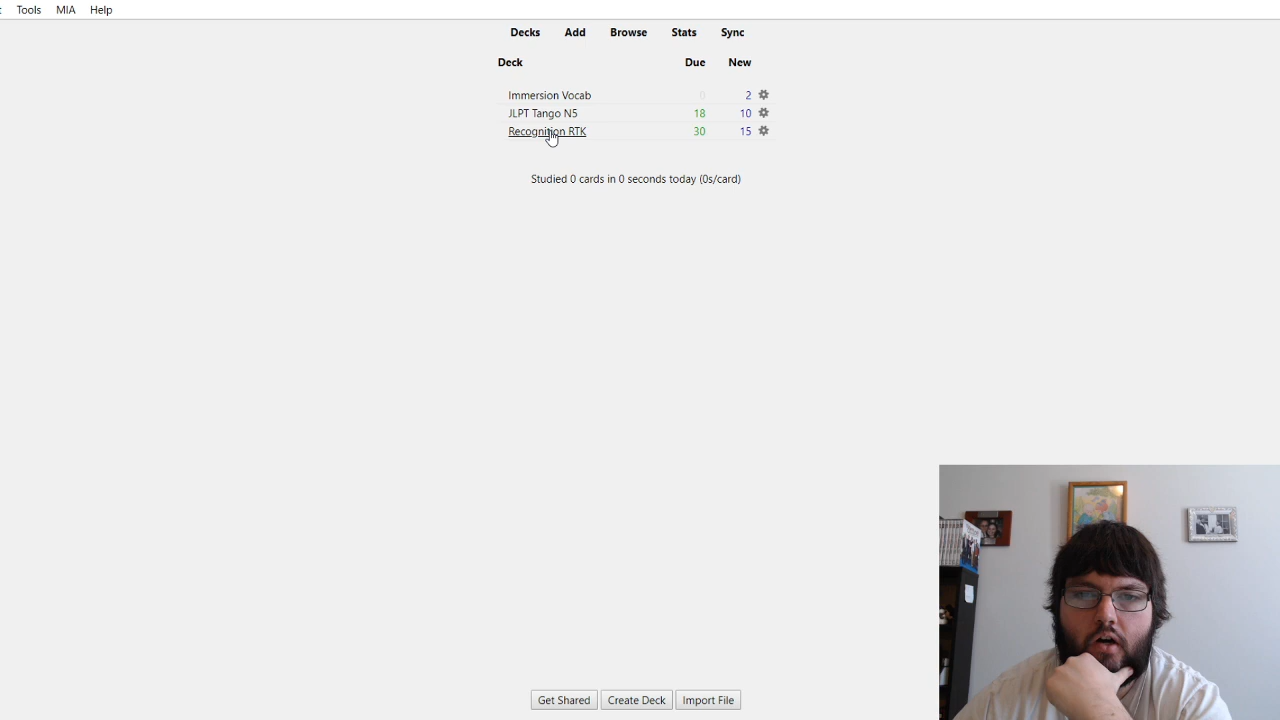 Tools MIA Help
Decks Add Browse Stats Sync
Deck Due New
Immersion Vocab 0 2
JLPT Tango N5 18 10
Recognition RTK 30 15
Studied 0 cards in 0 seconds today (0s/card)
Get Shared Create Deck Import File